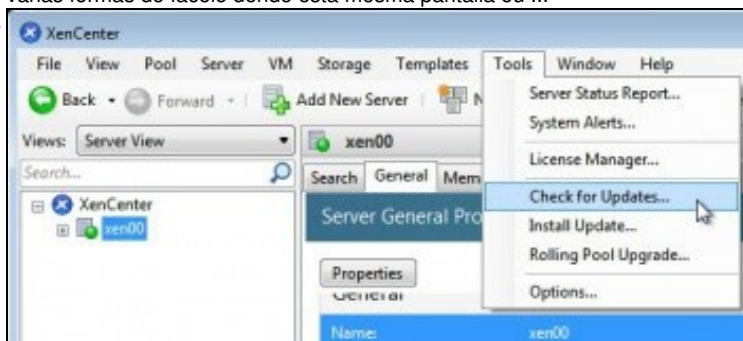 varias formas de facelo dende esta mesma pantalla ou ...
XenCenter
File View Pool Server VM Storage Templates Tools Window Help
Back Forward Add New Server N
Server Status Report...
System Alerts...
License Manager...
Check for Updates...
Install Update...
Rolling Pool Upgrade...
Options...
Views: Server View
xen00
Search...
Search General Mem
XenCenter
xen00
Server General Pro
Properties
General
Name: xen00